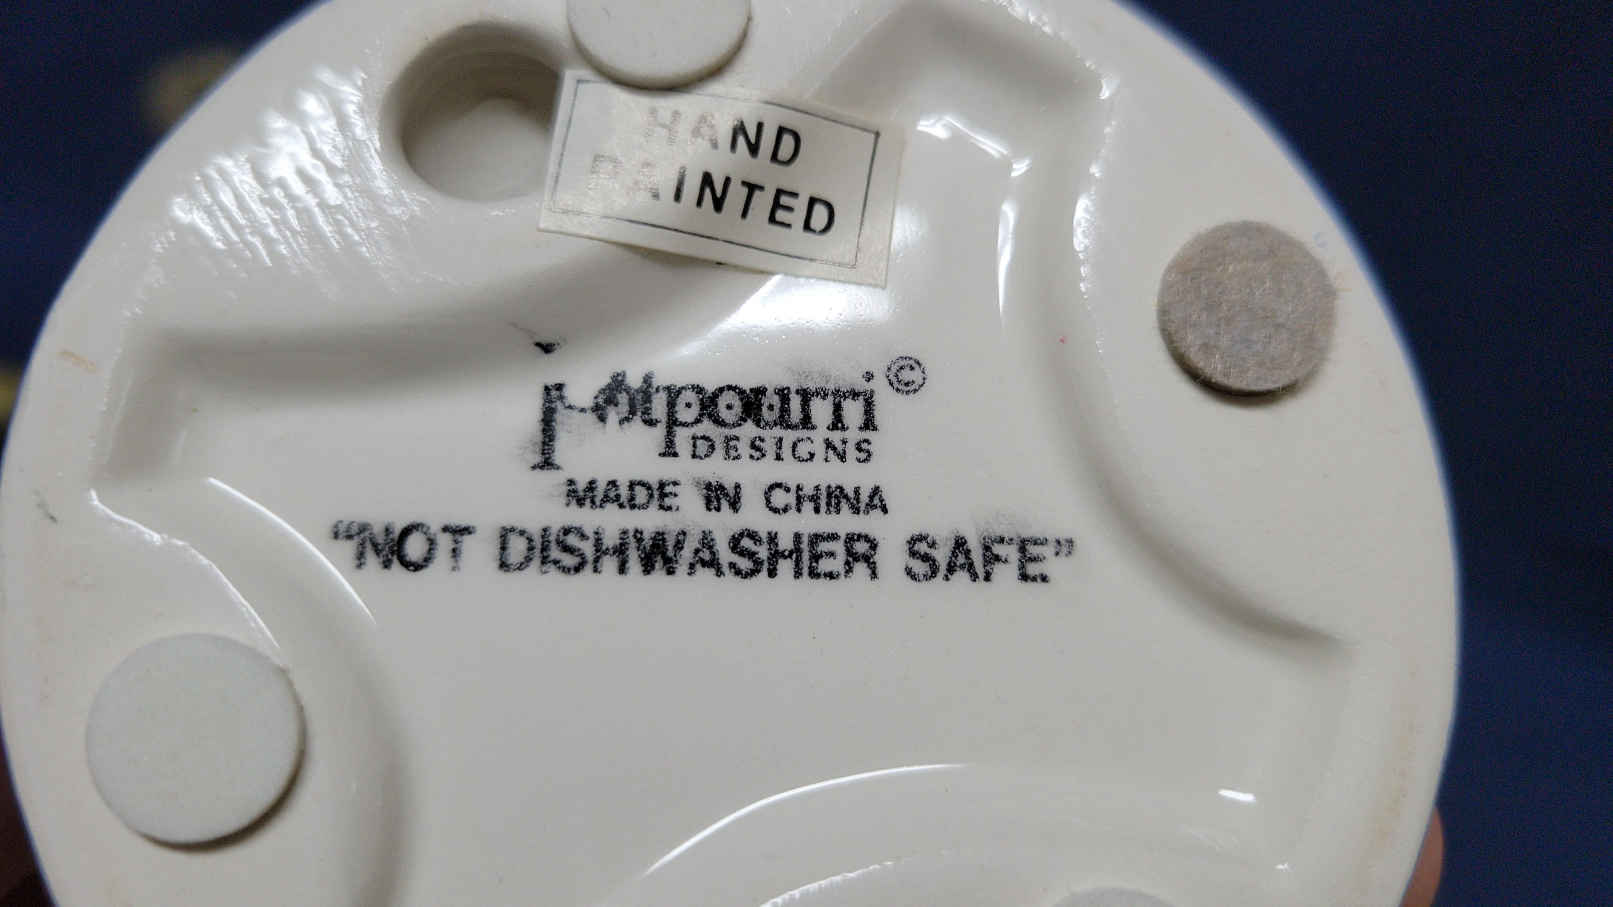 HAND
PAINTED
Potpourri©
DESIGNS
MADE IN CHINA
“NOT DISHWASHER SAFE”